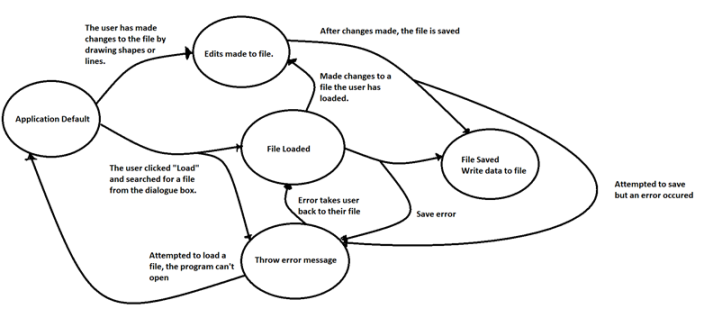 The user has made
changes to the file by
drawing shapes or
lines.
After changes made, the file is saved
Edits made to file.
Made changes to a
file the user has
loaded.
Application Default
File Loaded
File Saved
Write data to file
The user clicked "Load"
and searched for a file
from the dialogue box.
Attempted to save
but an error occured
Error takes user
back to their file
Save error
Attempted to load a
file, the program can't
open
Throw error message